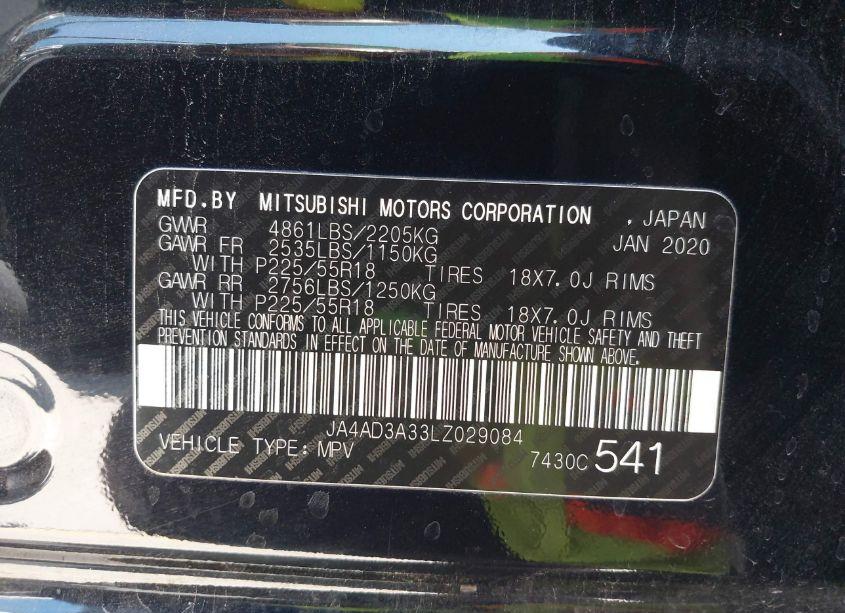 MFD.BY MITSUBISHI MOTORS CORPORATION , JAPAN
GVWR 4861LBS/2205KG JAN 2020
GAWR FR 2535LBS/1150KG
WITH P225/55R18 TIRES 18X7.0J RIMS
GAWR RR 2756LBS/1250KG
WITH P225/55R18 TIRES 18X7.0J RIMS
THIS VEHICLE CONFORMS TO ALL APPLICABLE FEDERAL MOTOR VEHICLE SAFETY AND THEFT
PREVENTION STANDARDS IN EFFECT ON THE DATE OF MANUFACTURE SHOWN ABOVE.
JA4AD3A33LZ029084
VEHICLE TYPE: MPV 7430C 541